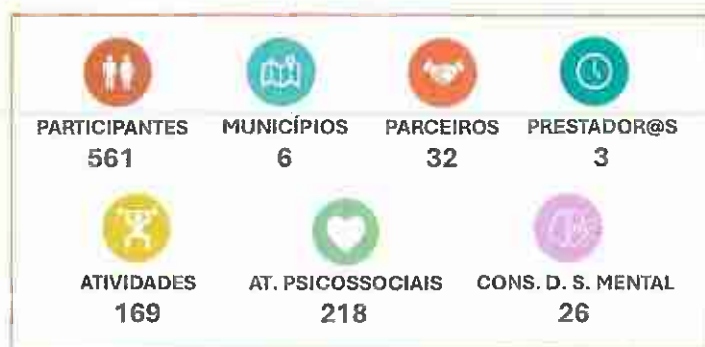 PARTICIPANTES MUNICÍPIOS PARCEIROS PRESTADOR@S
561 6 32 3
ATIVIDADES AT. PSICOSSOCIAIS CONS. D. S. MENTAL
169 218 26